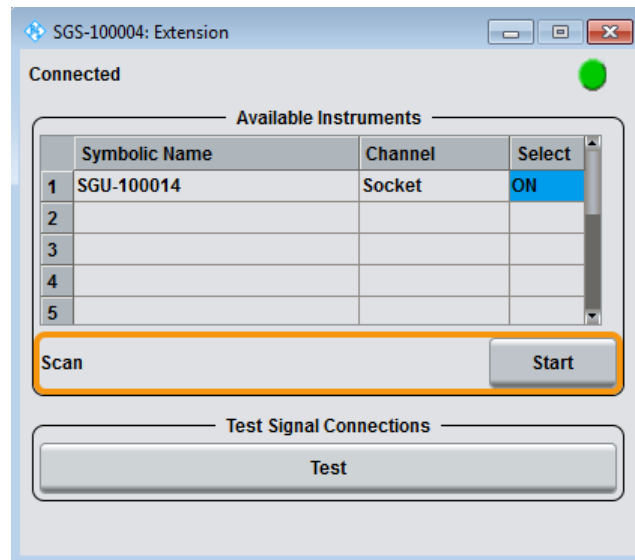 SGS-100004: Extension
Connected
Available Instruments
Symbolic Name Channel Select
1 SGU-100014 Socket ON
2
3
4
5
Scan Start
Test Signal Connections
Test